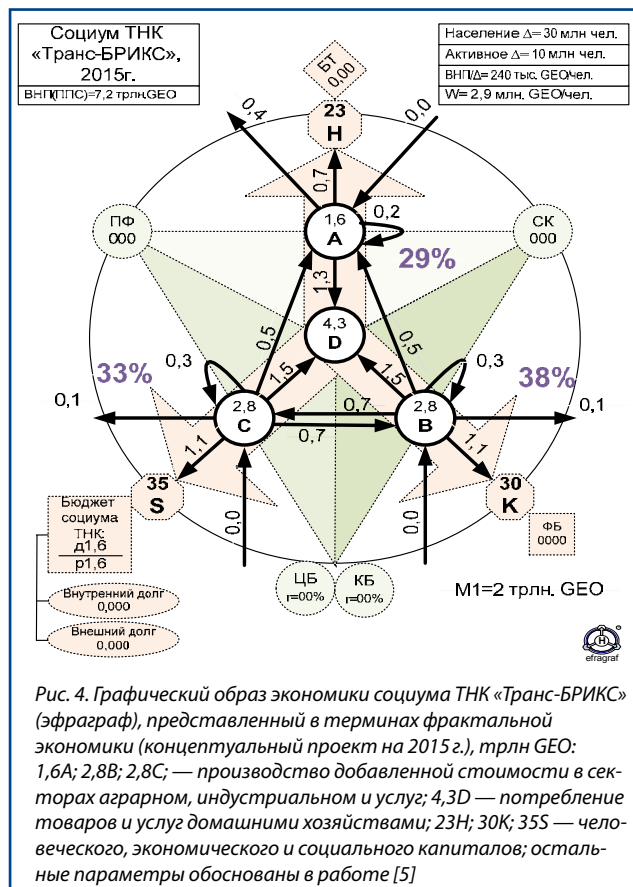 Социум ТНК
«Транс-БРИКС»,
2015г.
ВНП(ППС)=7,2 трлн.GEO
Население Δ= 30 млн чел.
Активное Δ= 10 млн чел.
ВНП/Δ= 240 тыс. GEO/чел.
W= 2,9 млн. GEO/чел.
БТ
0.00
23
H
0,4
0,0
0,7
1,6
A
0,2
29%
ПФ
000
СК
000
1,3
4,3
D
0,5
0,5
33%
38%
0,3
0,3
1,5
1,5
0,1
2,8
C
0,7
0,7
2,8
B
0,1
1,1
1,1
35
S
30
K
0,0
0,0
ФБ
0000
Бюджет
социума
ТНК:
д1,6
р1,6
Внутренний долг
0,000
Внешний долг
0,000
ЦБ
r=00%
КБ
r=00%
М1=2 трлн. GEO
H
efragraf
Рис. 4. Графический образ экономики социума ТНК «Транс-БРИКС»
(эфраграф), представленный в терминах фрактальной
экономики (концептуальный проект на 2015 г.), трлн GEO:
1,6A; 2,8B; 2,8C; — производство добавленной стоимости в сек-
торах аграрном, индустриальном и услуг; 4,3D — потребление
товаров и услуг домашними хозяйствами; 23H; 30K; 35S — чело-
веческого, экономического и социального капиталов; осталь-
ные параметры обоснованы в работе [5]